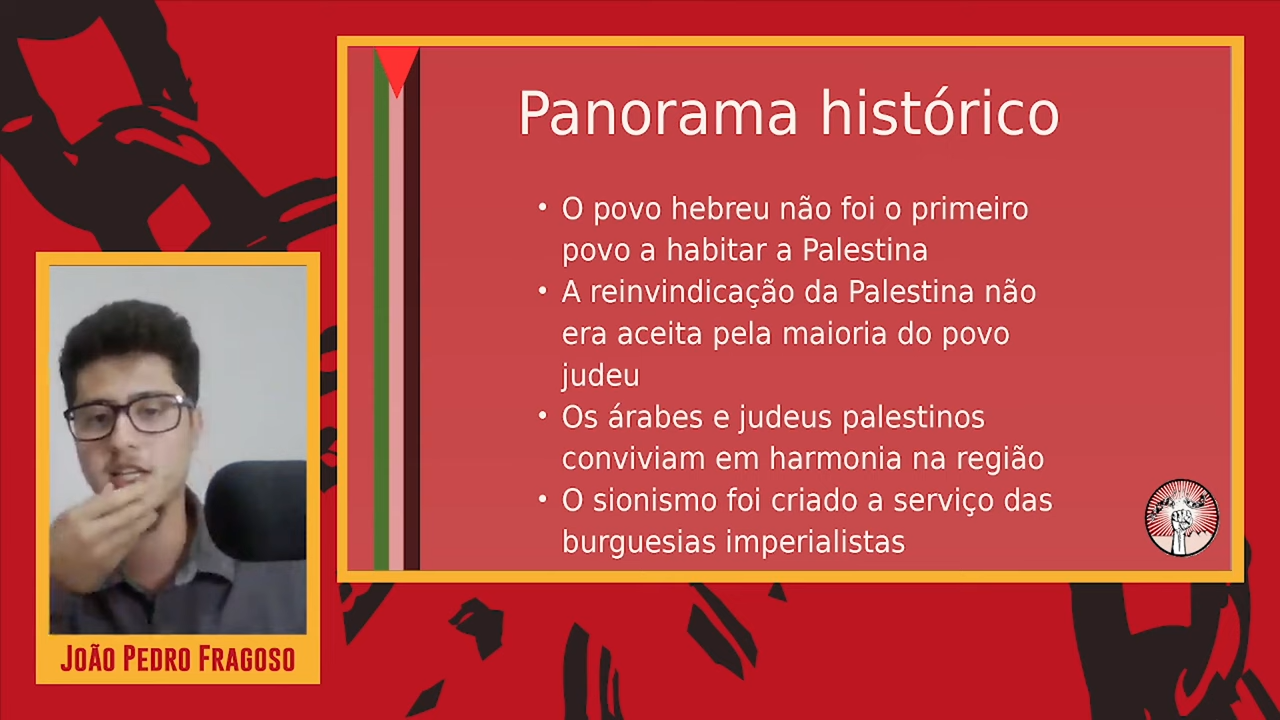 Panorama histórico
• O povo hebreu não foi o primeiro
povo a habitar a Palestina
• A reinvindicação da Palestina não
era aceita pela maioria do povo
judeu
• Os árabes e judeus palestinos
conviviam em harmonia na região
• O sionismo foi criado a serviço das
burguesias imperialistas
JOÃO PEDRO FRAGOSO